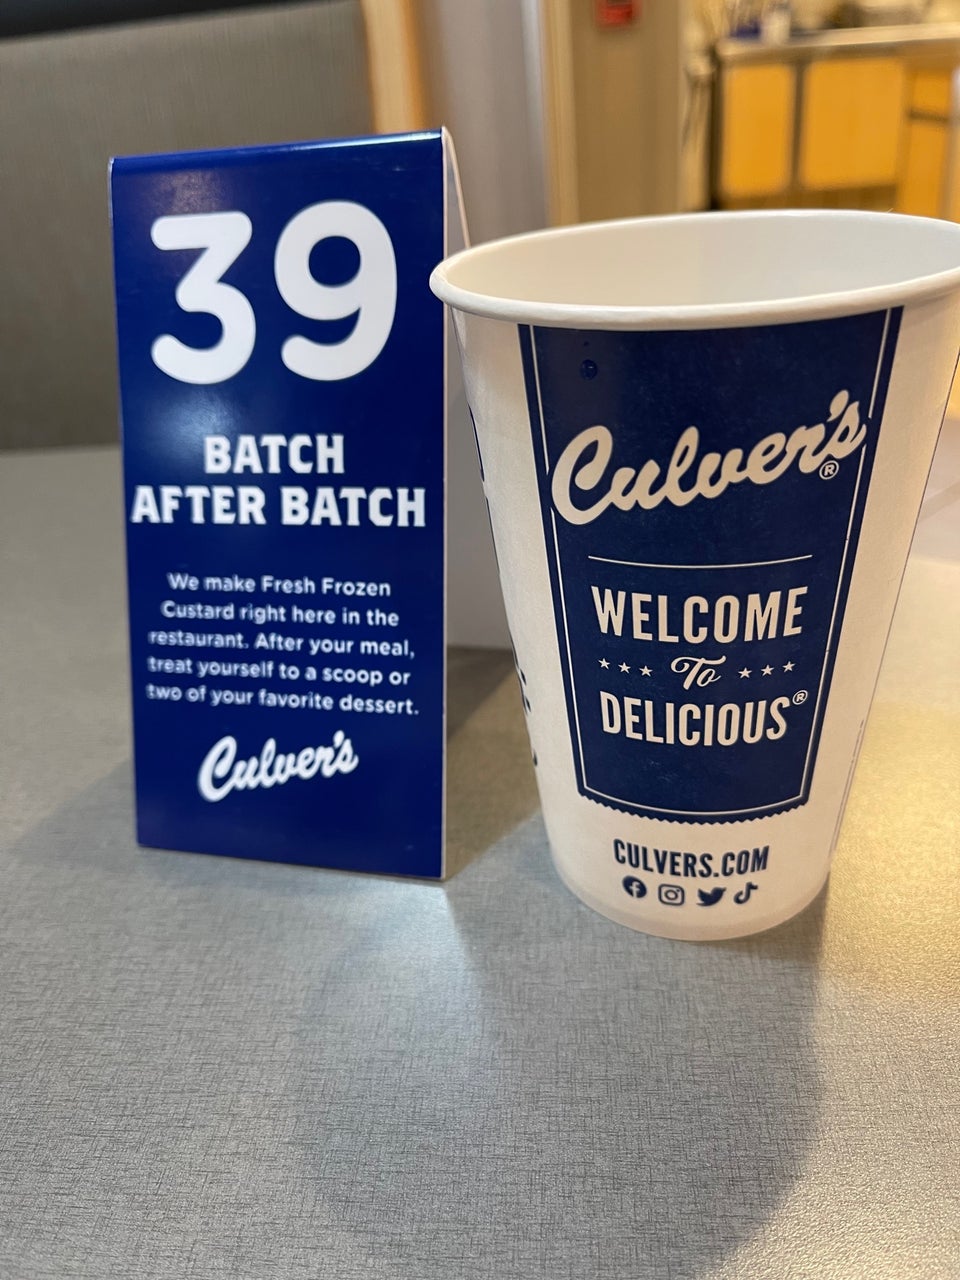 39
BATCH
AFTER BATCH
We make Fresh Frozen
Custard right here in the
restaurant. After your meal,
treat yourself to a scoop or
two of your favorite dessert.
Culver's
Culver's®
WELCOME
To
DELICIOUS®
CULVERS.COM